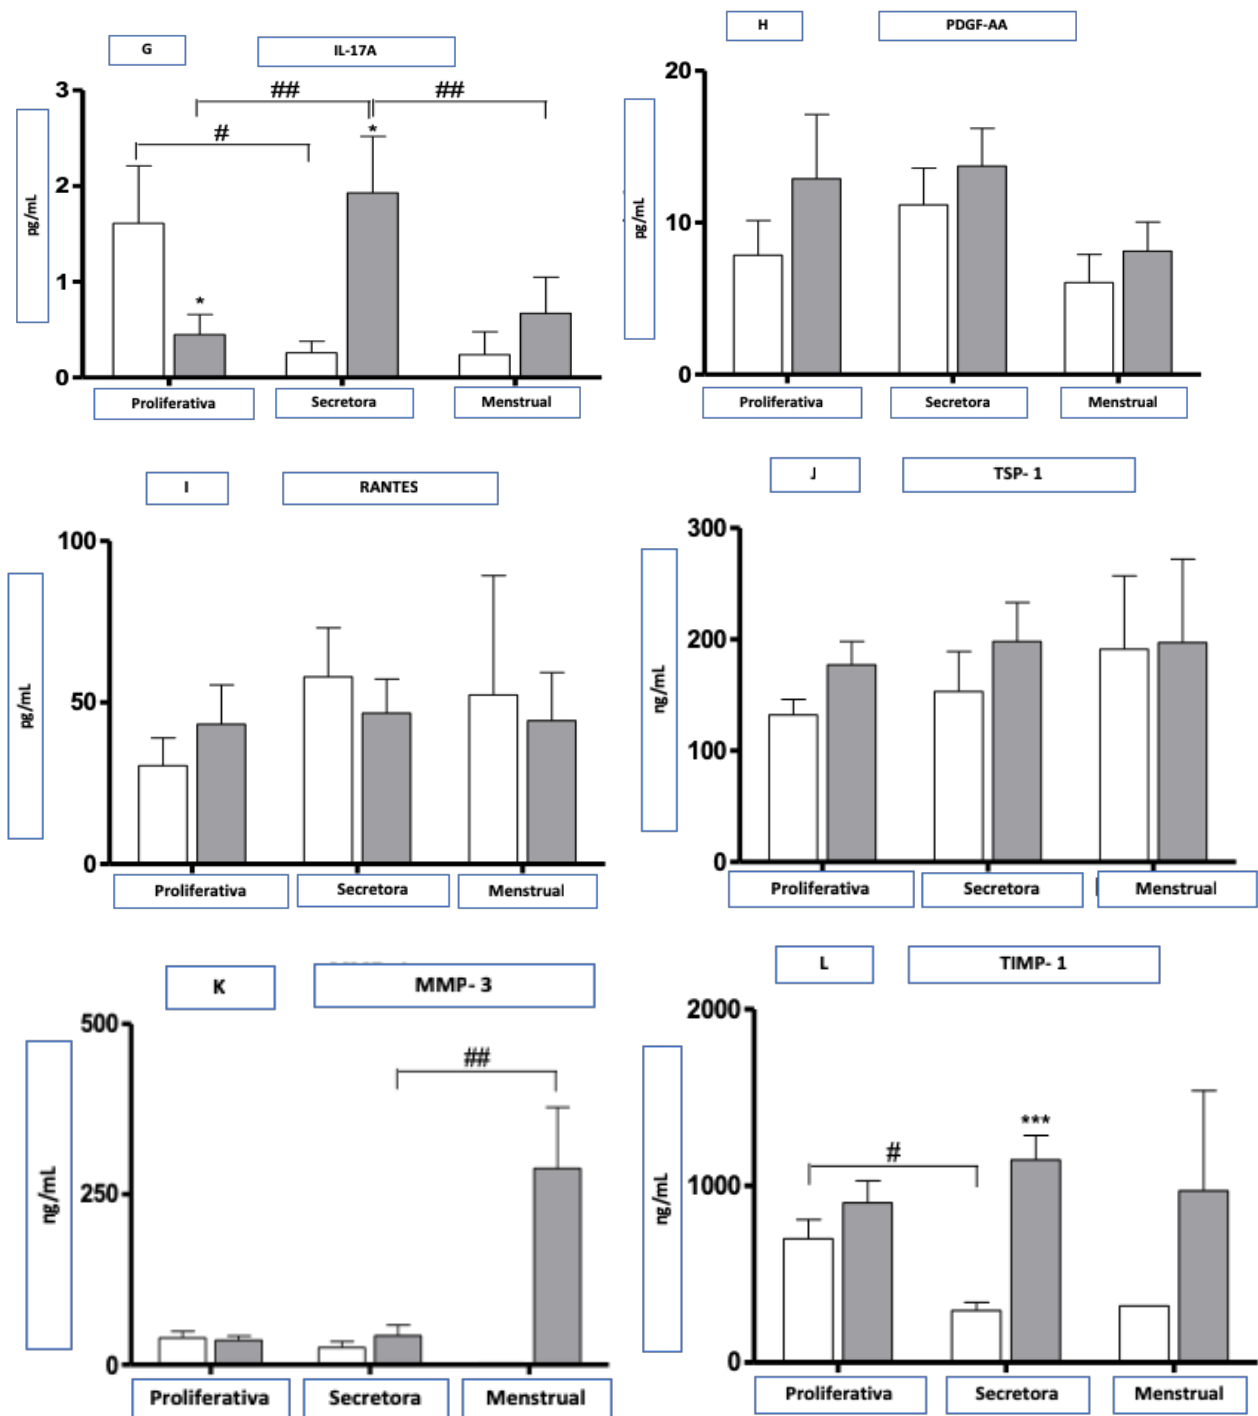 G
IL-17A
pg/mL
3
2
1
0
#
##
##
*
*
Proliferativa
Secretora
Menstrual
H
PDGF-AA
pg/mL
20
10
0
Proliferativa
Secretora
Menstrual
I
RANTES
pg/mL
100
50
0
Proliferativa
Secretora
Menstrual
J
TSP- 1
ng/mL
300
200
100
0
Proliferativa
Secretora
Menstrual
K
MMP- 3
ng/mL
500
250
0
##
Proliferativa
Secretora
Menstrual
L
TIMP- 1
ng/mL
2000
1000
0
#
***
Proliferativa
Secretora
Menstrual